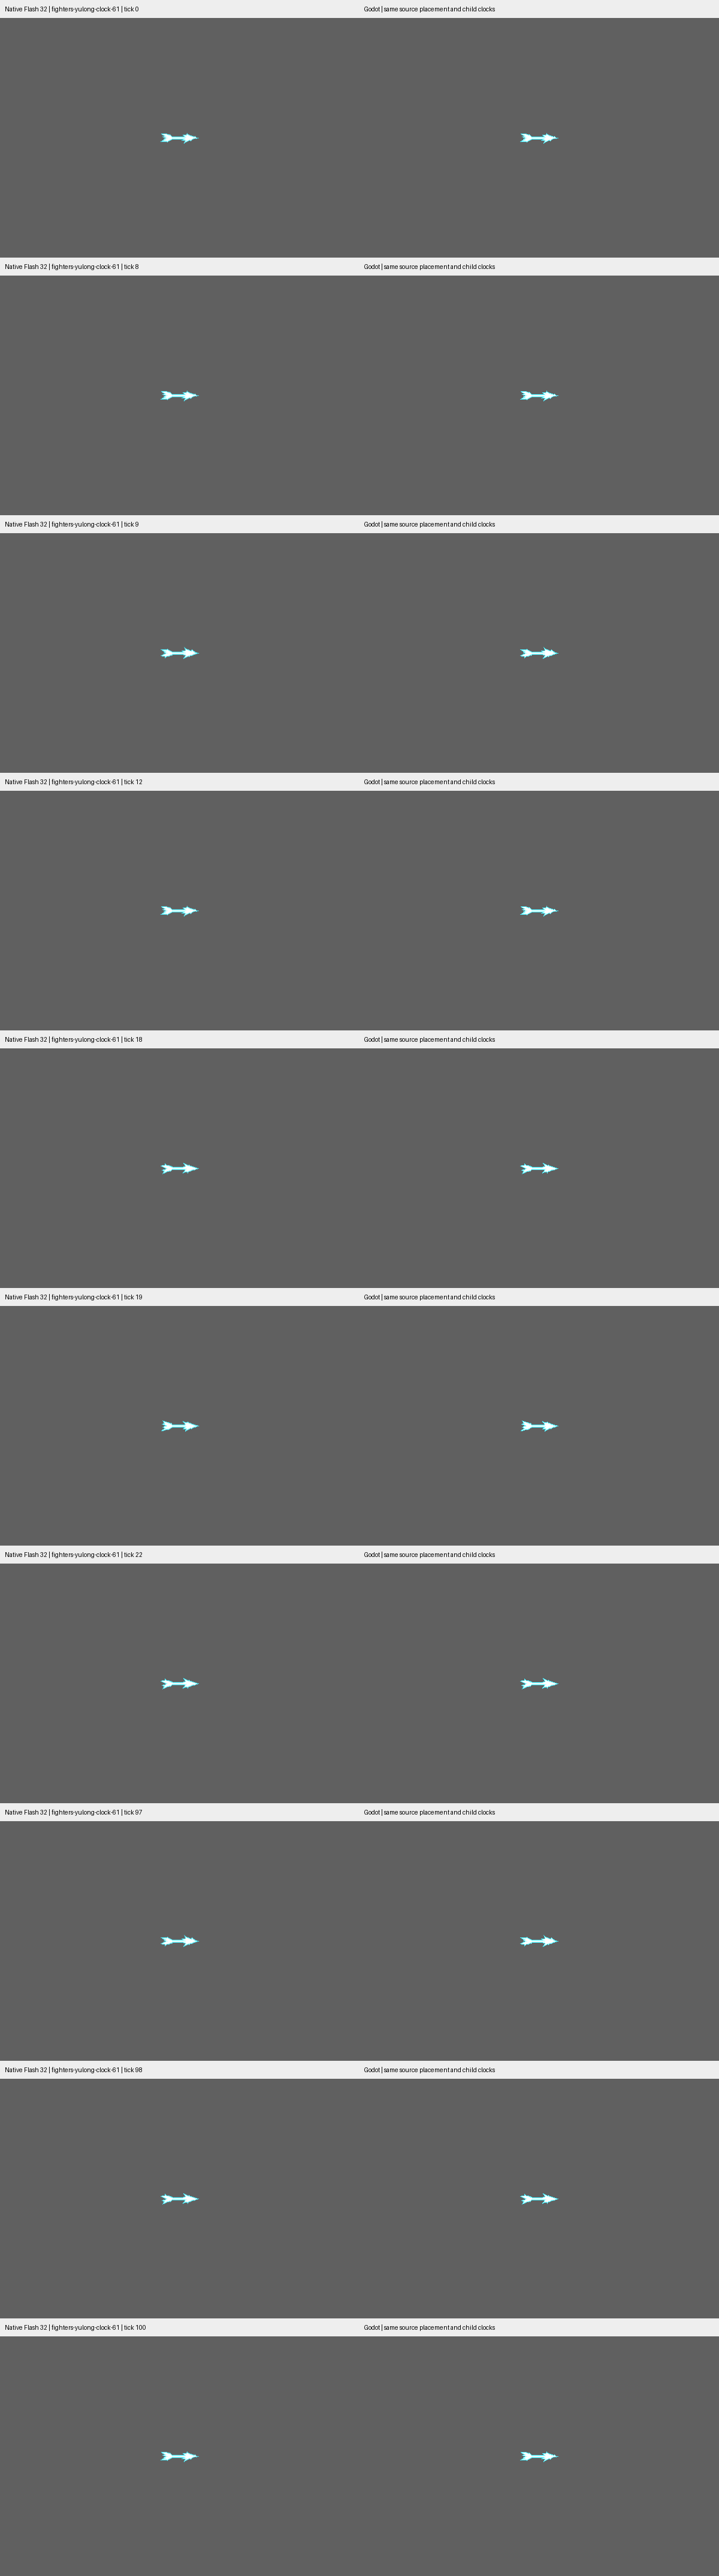 Native Flash 32 | fighters-yulong-clock-61 | tick 0
Godot | same source placement and child clocks
Native Flash 32 | fighters-yulong-clock-61 | tick 8
Godot | same source placement and child clocks
Native Flash 32 | fighters-yulong-clock-61 | tick 9
Godot | same source placement and child clocks
Native Flash 32 | fighters-yulong-clock-61 | tick 12
Godot | same source placement and child clocks
Native Flash 32 | fighters-yulong-clock-61 | tick 18
Godot | same source placement and child clocks
Native Flash 32 | fighters-yulong-clock-61 | tick 19
Godot | same source placement and child clocks
Native Flash 32 | fighters-yulong-clock-61 | tick 22
Godot | same source placement and child clocks
Native Flash 32 | fighters-yulong-clock-61 | tick 97
Godot | same source placement and child clocks
Native Flash 32 | fighters-yulong-clock-61 | tick 98
Godot | same source placement and child clocks
Native Flash 32 | fighters-yulong-clock-61 | tick 100
Godot | same source placement and child clocks